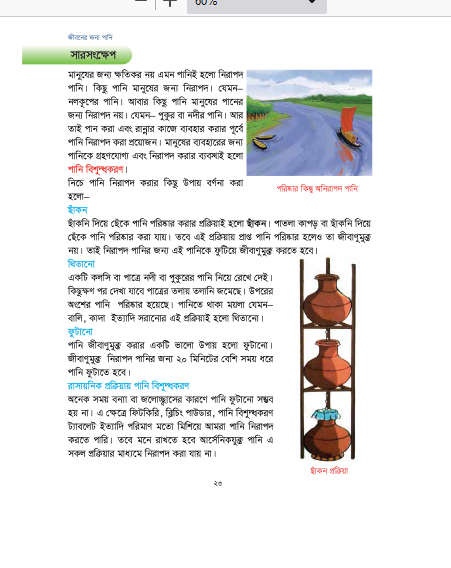 60%
জীবনের জন্য পানি
সারসংক্ষেপ
মানুষের জন্য ক্ষতিকর নয় এমন পানিই হলো নিরাপদ
পানি। কিছু পানি মানুষের জন্য নিরাপদ। যেমন–
নলকূপের পানি। আবার কিছু পানি মানুষের পানের
জন্য নিরাপদ নয়। যেমন– পুকুর বা নদীর পানি। আর
তাই পান করা এবং রান্নার কাজে ব্যবহার করার পূর্বে
পানি নিরাপদ করা প্রয়োজন। মানুষের ব্যবহারের জন্য
পানিকে গ্রহণযোগ্য এবং নিরাপদ করার ব্যবস্থাই হলো
পানি বিশুদ্ধকরণ।
নিচে পানি নিরাপদ করার কিছু উপায় বর্ণনা করা
হলো–
পরিষ্কার কিন্তু অনিরাপদ পানি
ছাঁকন
ছাঁকনি দিয়ে ছেঁকে পানি পরিষ্কার করার প্রক্রিয়াই হলো ছাঁকন। পাতলা কাপড় বা ছাঁকনি দিয়ে
ছেঁকে পানি পরিষ্কার করা যায়। তবে এই প্রক্রিয়ায় প্রাপ্ত পানি পরিষ্কার হলেও তা জীবাণুমুক্ত
নয়। তাই নিরাপদ পানির জন্য এই পানিকে ফুটিয়ে জীবাণুমুক্ত করতে হবে।
থিতানো
একটি কলসি বা পাত্রে নদী বা পুকুরের পানি নিয়ে রেখে দেই।
কিছুক্ষণ পর দেখা যাবে পাত্রের তলায় তলানি জমেছে। উপরের
অংশের পানি পরিষ্কার হয়েছে। পানিতে থাকা ময়লা যেমন–
বালি, কাদা ইত্যাদি সরানোর এই প্রক্রিয়াই হলো থিতানো।
ফুটানো
পানি জীবাণুমুক্ত করার একটি ভালো উপায় হলো ফুটানো।
জীবাণুমুক্ত নিরাপদ পানির জন্য ২০ মিনিটের বেশি সময় ধরে
পানি ফুটাতে হবে।
রাসায়নিক প্রক্রিয়ায় পানি বিশুদ্ধকরণ
অনেক সময় বন্যা বা জলোচ্ছ্বাসের কারণে পানি ফুটানো সম্ভব
হয় না। এ ক্ষেত্রে ফিটকিরি, ব্লিচিং পাউডার, পানি বিশুদ্ধকরণ
ট্যাবলেট ইত্যাদি পরিমাণ মতো মিশিয়ে আমরা পানি নিরাপদ
করতে পারি। তবে মনে রাখতে হবে আর্সেনিকযুক্ত পানি এ
সকল প্রক্রিয়ার মাধ্যমে নিরাপদ করা যায় না।
ছাঁকন প্রক্রিয়া
২৩